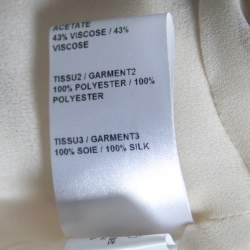 ACETATE
43% VISCOSE / 43%
VISCOSE
TISSU2 / GARMENT2
100% POLYESTER / 100%
POLYESTER
TISSU3 / GARMENT3
100% SOIE / 100% SILK